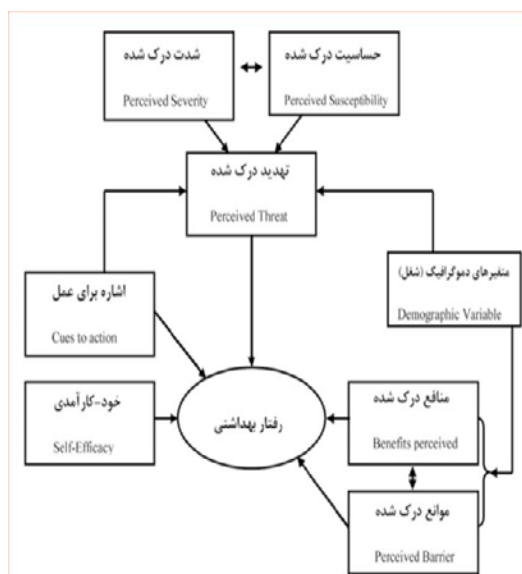 شدت درک شده
Perceived Severity
حساسیت درک شده
Perceived Susceptibility
تهدید درک شده
Perceived Threat
اشاره برای عمل
Cues to action
متغیرهای دموگرافیک (شغل)
Demographic Variable
خود-کارآمدی
Self-Efficacy
رفتار بهداشتی
منافع درک شده
Benefits perceived
موانع درک شده
Perceived Barrier